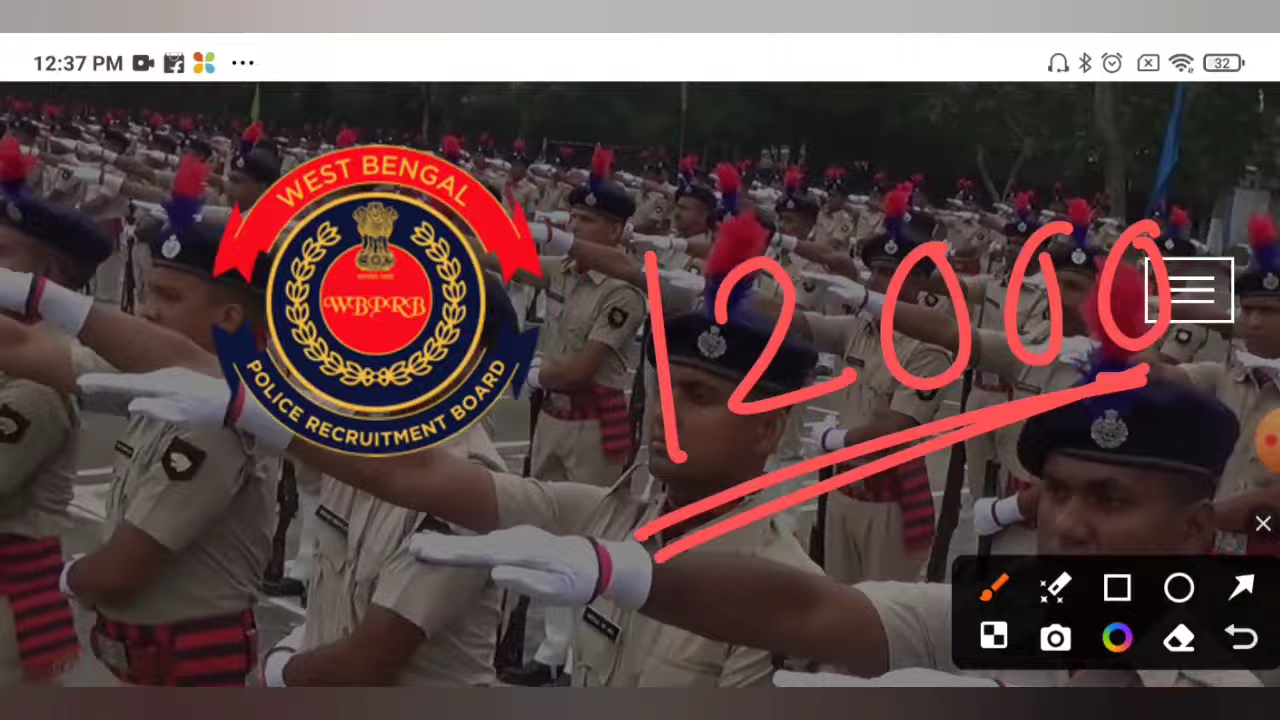 12:37 PM
32
WEST BENGAL
WBPRB
POLICE RECRUITMENT BOARD
12000